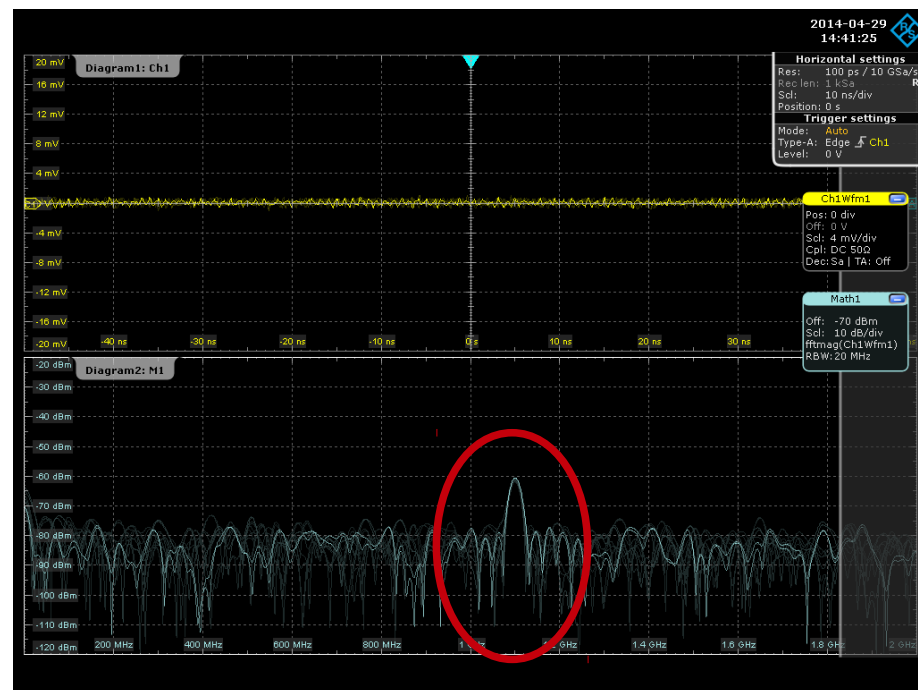 2014-04-29
14:41:25
Horizontal settings
Res: 100 ps / 10 GSa/s
Rec len: 1 kSa
R
Scl: 10 ns/div
Position: 0 s
Trigger settings
Mode: Auto
Type-A: Edge Ch1
Level: 0 V
Diagram1: Ch1
20 mV
16 mV
12 mV
8 mV
4 mV
-4 mV
-8 mV
-12 mV
-16 mV
-20 mV
-40 ns
-30 ns
-20 ns
-10 ns
0 s
10 ns
20 ns
30 ns
Ch1Wfm1
Pos: 0 div
Off: 0 V
Scl: 4 mV/div
Cpl: DC 50Ω
Dec: Sa | TA: Off
Math1
Off: -70 dBm
Scl: 10 dB/div
fftmag(Ch1Wfm1)
RBW: 20 MHz
Diagram2: M1
-20 dBm
-30 dBm
-40 dBm
-50 dBm
-60 dBm
-70 dBm
-80 dBm
-90 dBm
-100 dBm
-110 dBm
-120 dBm
200 MHz
400 MHz
600 MHz
800 MHz
1.4 GHz
1.6 GHz
1.8 GHz
2 GHz